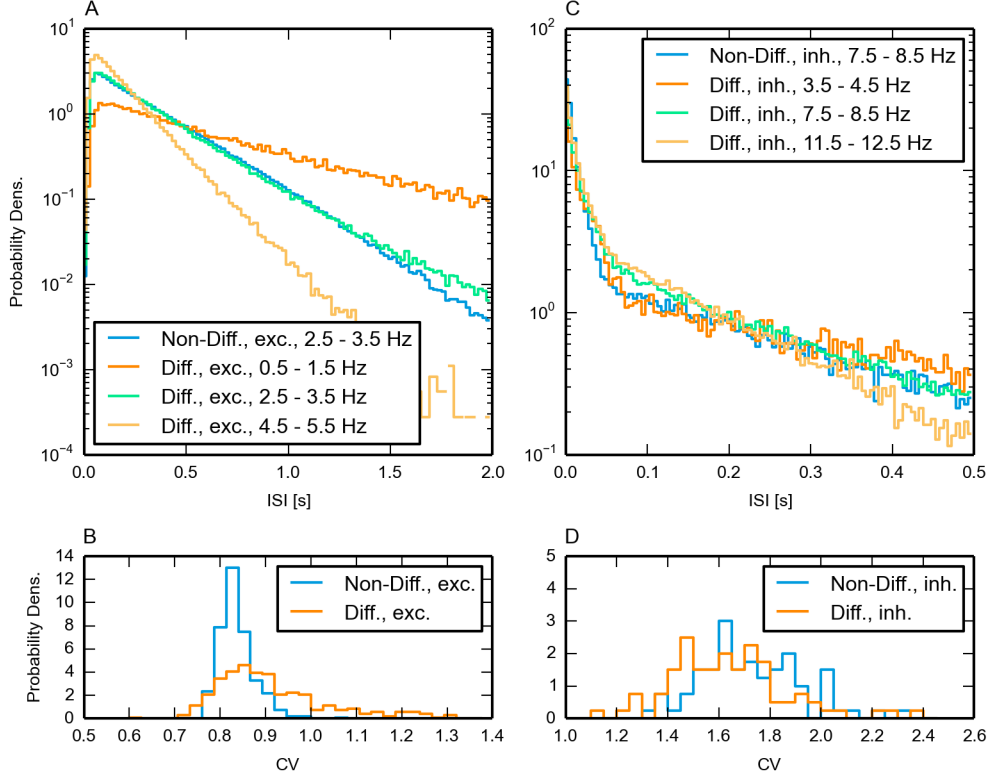 A
Probability Dens.
10^1
10^0
10^-1
10^-2
10^-3
10^-4
Non-Diff., exc., 2.5 - 3.5 Hz
Diff., exc., 0.5 - 1.5 Hz
Diff., exc., 2.5 - 3.5 Hz
Diff., exc., 4.5 - 5.5 Hz
0.0 0.5 1.0 1.5 2.0
ISI [s]
C
10^2
10^1
10^0
10^-1
Non-Diff., inh., 7.5 - 8.5 Hz
Diff., inh., 3.5 - 4.5 Hz
Diff., inh., 7.5 - 8.5 Hz
Diff., inh., 11.5 - 12.5 Hz
0.0 0.1 0.2 0.3 0.4 0.5
ISI [s]
B
Probability Dens.
14
12
10
8
6
4
2
0
Non-Diff., exc.
Diff., exc.
0.5 0.6 0.7 0.8 0.9 1.0 1.1 1.2 1.3 1.4
CV
D
5
4
3
2
1
0
Non-Diff., inh.
Diff., inh.
1.0 1.2 1.4 1.6 1.8 2.0 2.2 2.4 2.6
CV